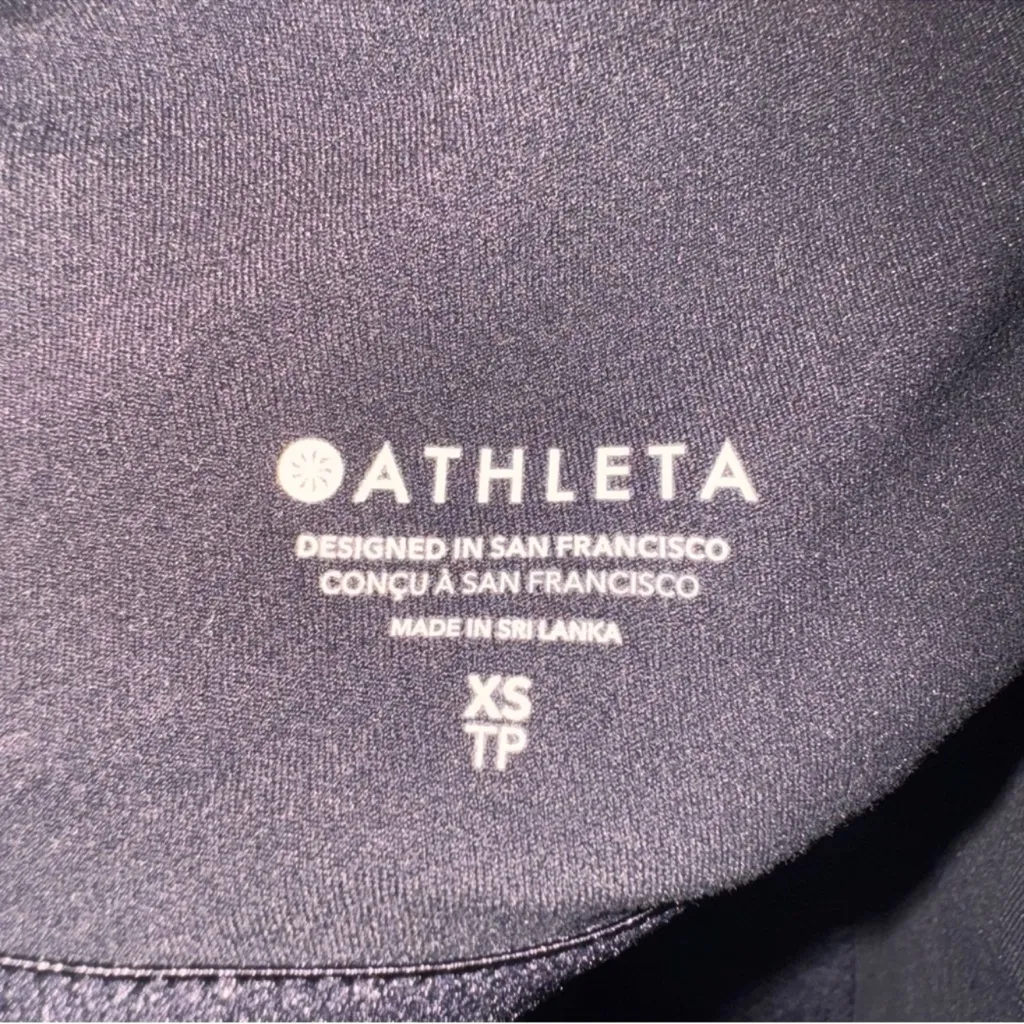 ATHLETA
DESIGNED IN SAN FRANCISCO
CONÇU À SAN FRANCISCO
MADE IN SRI LANKA
XS
TP